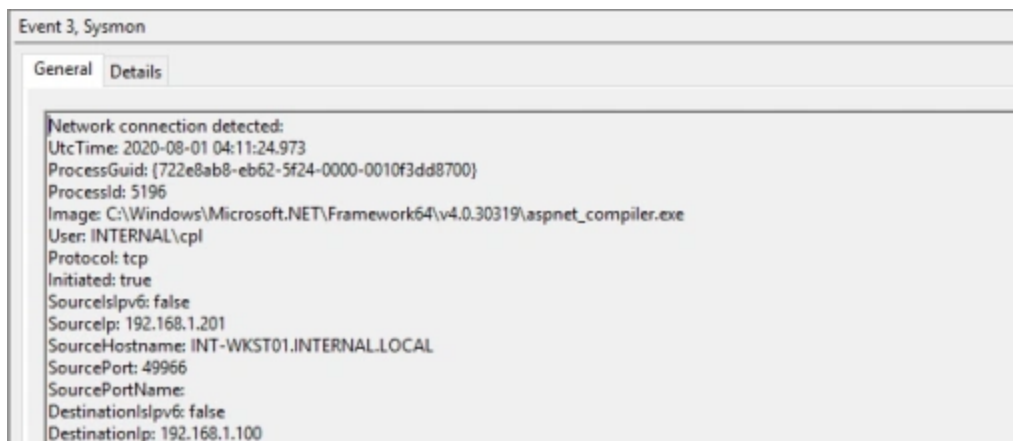 Event 3, Sysmon
General Details
Network connection detected:
UtcTime: 2020-08-01 04:11:24.973
ProcessGuid: {722e8ab8-eb62-5f24-0000-0010f3dd8700}
ProcessId: 5196
Image: C:\Windows\Microsoft.NET\Framework64\v4.0.30319\aspnet_compiler.exe
User: INTERNAL\cpl
Protocol: tcp
Initiated: true
SourceIsIpv6: false
SourceIp: 192.168.1.201
SourceHostname: INT-WKST01.INTERNAL.LOCAL
SourcePort: 49966
SourcePortName:
DestinationIsIpv6: false
DestinationIp: 192.168.1.100